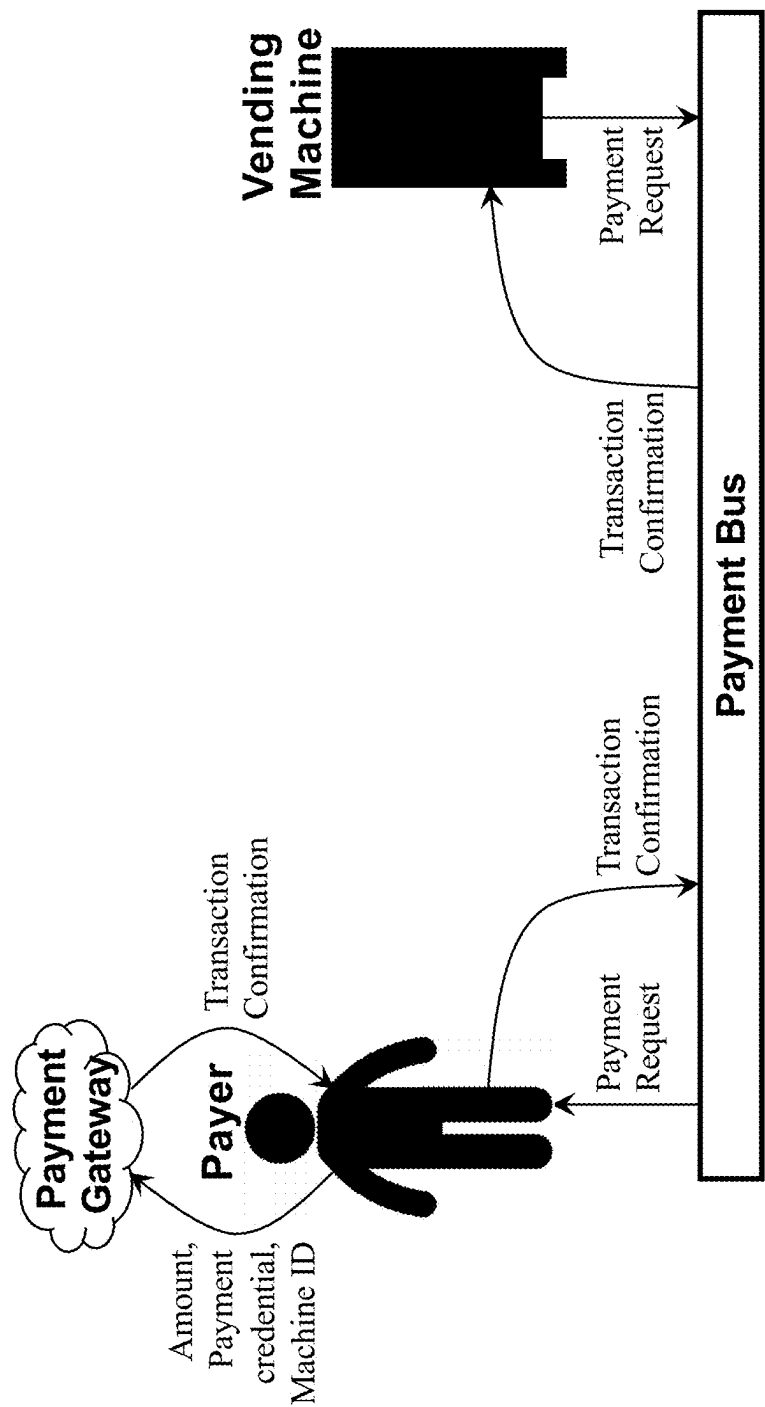 Payment
Gateway
Amount,
Payment
credential,
Machine ID
Payer
Transaction
Confirmation
Payment
Request
Transaction
Confirmation
Payment Bus
Transaction
Confirmation
Vending
Machine
Payment
Request